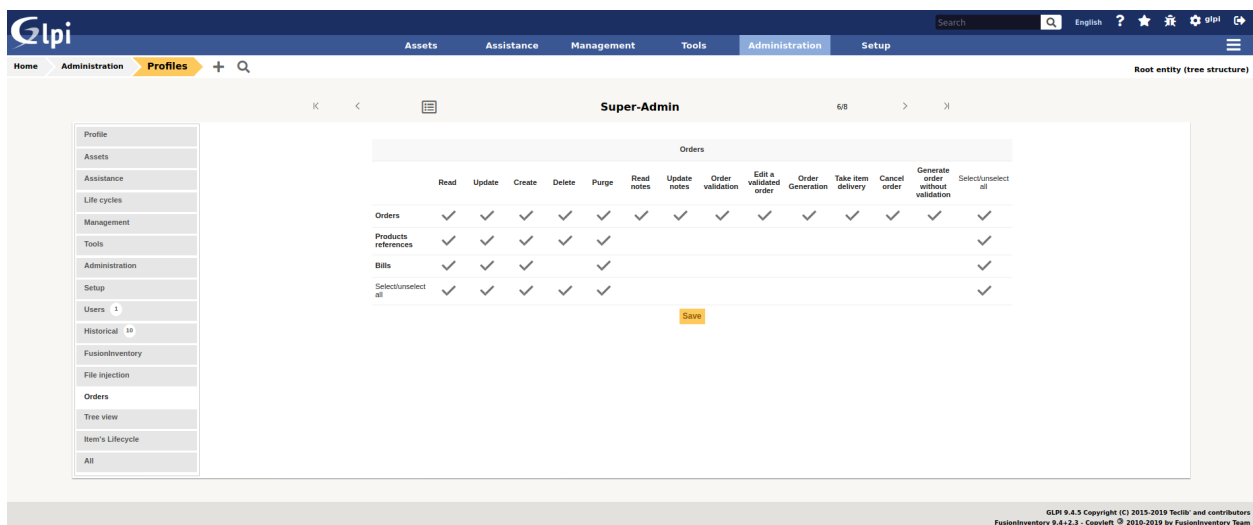 Glpi
Search English ? glpi
Assets Assistance Management Tools Administration Setup
Home Administration Profiles +
Root entity (tree structure)
Super-Admin 6/8
Profile
Assets
Assistance
Life cycles
Management
Tools
Administration
Setup
Users 1
Historical 10
FusionInventory
File injection
Orders
Tree view
Item's Lifecycle
All
Orders
Read Update Create Delete Purge Read notes Update notes Order validation Edit a validated order Order Generation Take item delivery Cancel order Generate order without validation Select/unselect all
Orders
Products
references
Bills
Select/unselect
all
Save
GLPI 9.4.5 Copyright (C) 2015-2019 Teclib' and contributors
FusionInventory 9.4+2.3 - Copyleft 🄯 2010-2019 by FusionInventory Team